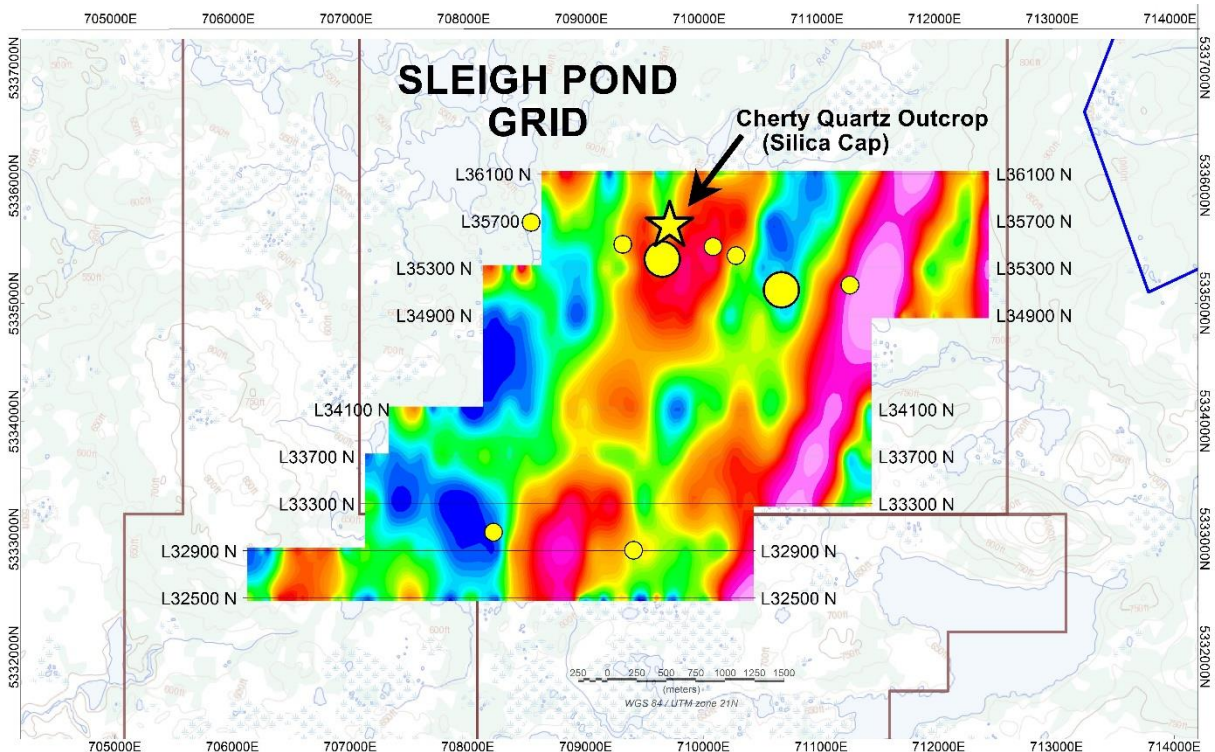 705000E 706000E 707000E 708000E 709000E 710000E 711000E 712000E 713000E 714000E
5337000N
5337000N
SLEIGH POND
GRID
Cherty Quartz Outcrop
(Silica Cap)
L36100 N
L36100 N
5336000N
5336000N
L35700
L35700 N
L35300 N
L35300 N
5335000N
5335000N
L34900 N
L34900 N
L34100 N
L34100 N
5334000N
5334000N
L33700 N
L33700 N
L33300 N
L33300 N
5333000N
5333000N
L32900 N
L32900 N
L32500 N
L32500 N
5332000N
5332000N
250 0 250 500 750 1000 1250 1500
(meters)
WGS 84 / UTM zone 21N
705000E 706000E 707000E 708000E 709000E 710000E 711000E 712000E 713000E 714000E